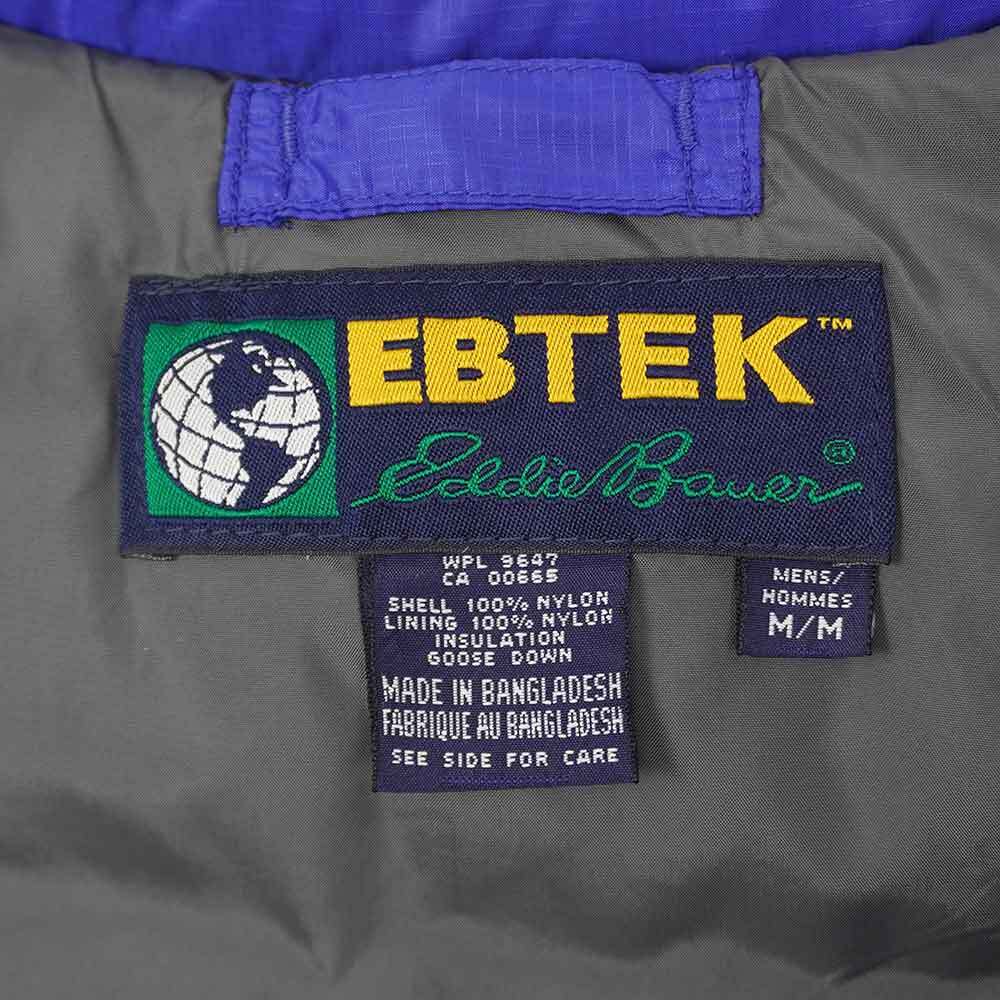 EBTEK™
Eddie Bauer®
WPL 9647
CA 00665
SHELL 100% NYLON
LINING 100% NYLON
INSULATION
GOOSE DOWN
MADE IN BANGLADESH
FABRIQUE AU BANGLADESH
SEE SIDE FOR CARE
MENS/
HOMMES
M/M